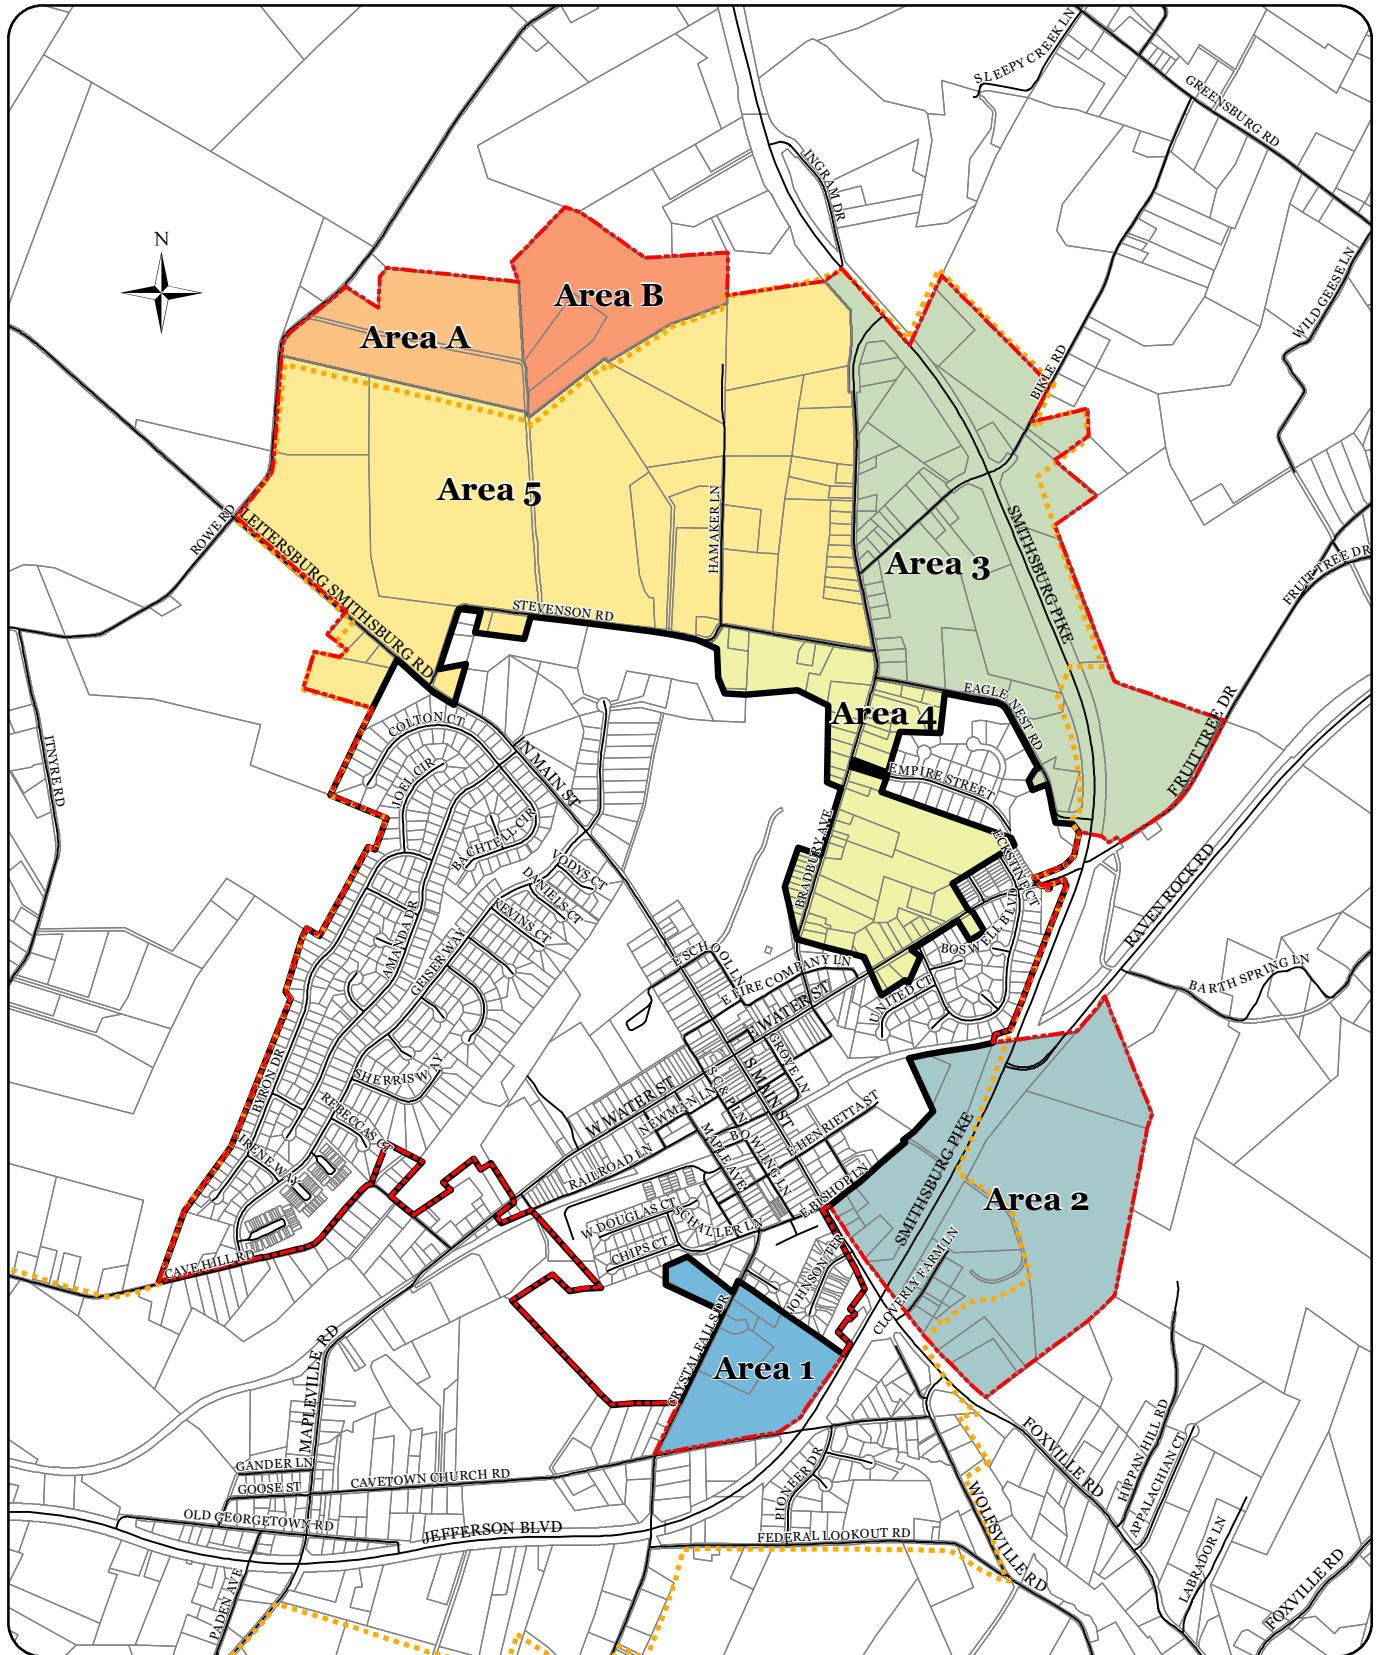 SLEEPY CREEK LN
GREENSBURG RD
INGRAM DR
N
WILD GEESE LN
Area B
Area A
BIKLE RD
Area 5
HAMAKER LN
ROWE RD
LEITERSBURG SMITHSBURG RD
SMITHSBURG PIKE
Area 3
FRUIT TREE DR
STEVENSON RD
EAGLE NEST RD
Area 4
FRUIT TREE DR
COLTON CT
N MAIN ST
ITNYRE RD
JOEL CIR
EMPIRE STREET
BACHTELL CIR
BRADBURY AVE
ECKSTINE CT
VODYS CT
DANIELS CT
KEVINS CT
RAVEN ROCK RD
AMANDA DR
GEISER WAY
BOSWELL BLVD
E SCHOOL LN
E FIRE COMPANY LN
BARTH SPRING LN
UNITED CT
E WATER ST
GROVE LN
BYRON DR
SHERRIS WAY
S MAIN ST
S C & P LN
W WATER ST
NEWMAN LN
REBECCAS CT
E HENRIETTA ST
BOWLING LN
MAPLE AVE
IRENE WAY
RAILROAD LN
SMITHSBURG PIKE
E BISHOP LN
Area 2
W DOUGLAS CT
SCHALLER LN
CHIPS CT
CAVE HILL RD
JOHNSON TER
CLOVERLY FARM LN
CRYSTAL FALLS DR
Area 1
MAPLEVILLE RD
FOXVILLE RD
HIPPAN HILL RD
APPALACHIAN CT
GANDER LN
CAVETOWN CHURCH RD
GOOSE ST
PIONEER DR
OLD GEORGETOWN RD
JEFFERSON BLVD
FEDERAL LOOKOUT RD
WOLFSVILLE RD
LABRADOR LN
PADEN AVE
FOXVILLE RD